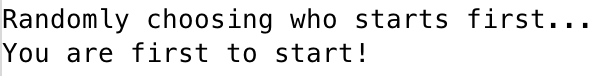 Randomly choosing who starts first...
You are first to start!